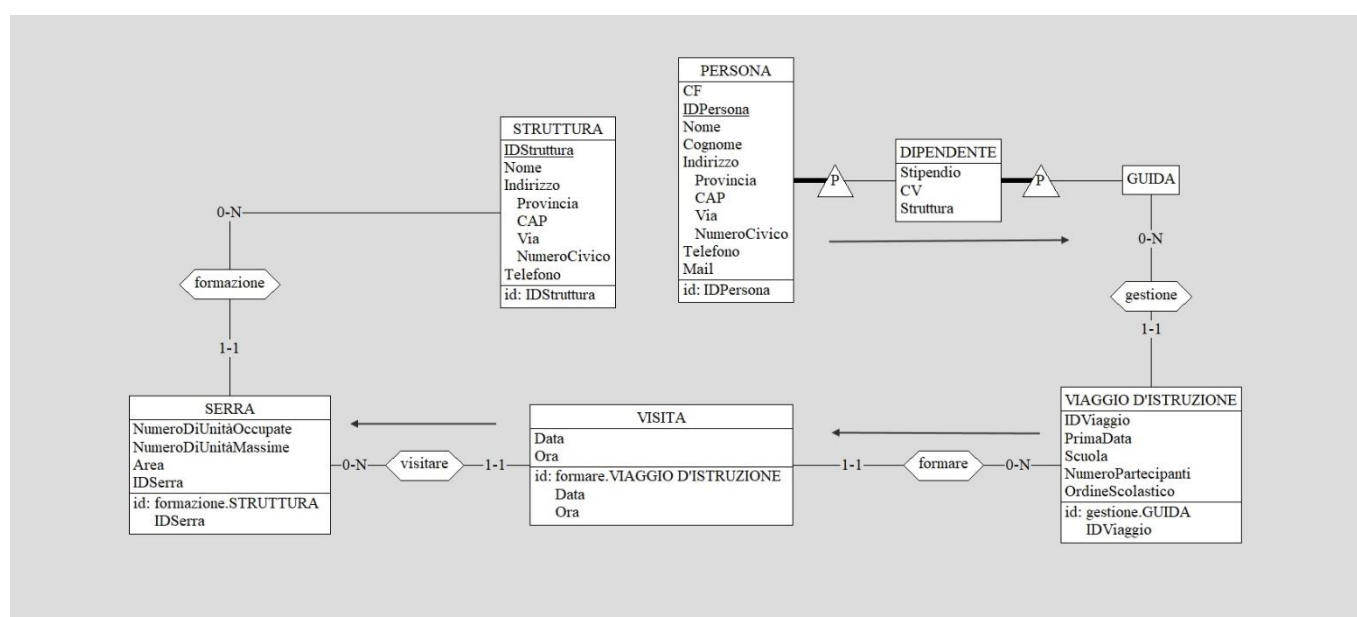 PERSONA
CF
IDPersona
Nome
Cognome
Indirizzo
Provincia
CAP
Via
NumeroCivico
Telefono
Mail
id: IDPersona
STRUTTURA
IDStruttura
Nome
Indirizzo
Provincia
CAP
Via
NumeroCivico
Telefono
id: IDStruttura
P
DIPENDENTE
Stipendio
CV
Struttura
P
GUIDA
0-N
formazione
1-1
0-N
gestione
1-1
SERRA
NumeroDiUnitàOccupate
NumeroDiUnitàMassime
Area
IDSerra
id: formazione.STRUTTURA
IDSerra
0-N
visitare
1-1
VISITA
Data
Ora
id: formare.VIAGGIO D'ISTRUZIONE
Data
Ora
1-1
formare
0-N
VIAGGIO D'ISTRUZIONE
IDViaggio
PrimaData
Scuola
NumeroPartecipanti
OrdineScolastico
id: gestione.GUIDA
IDViaggio